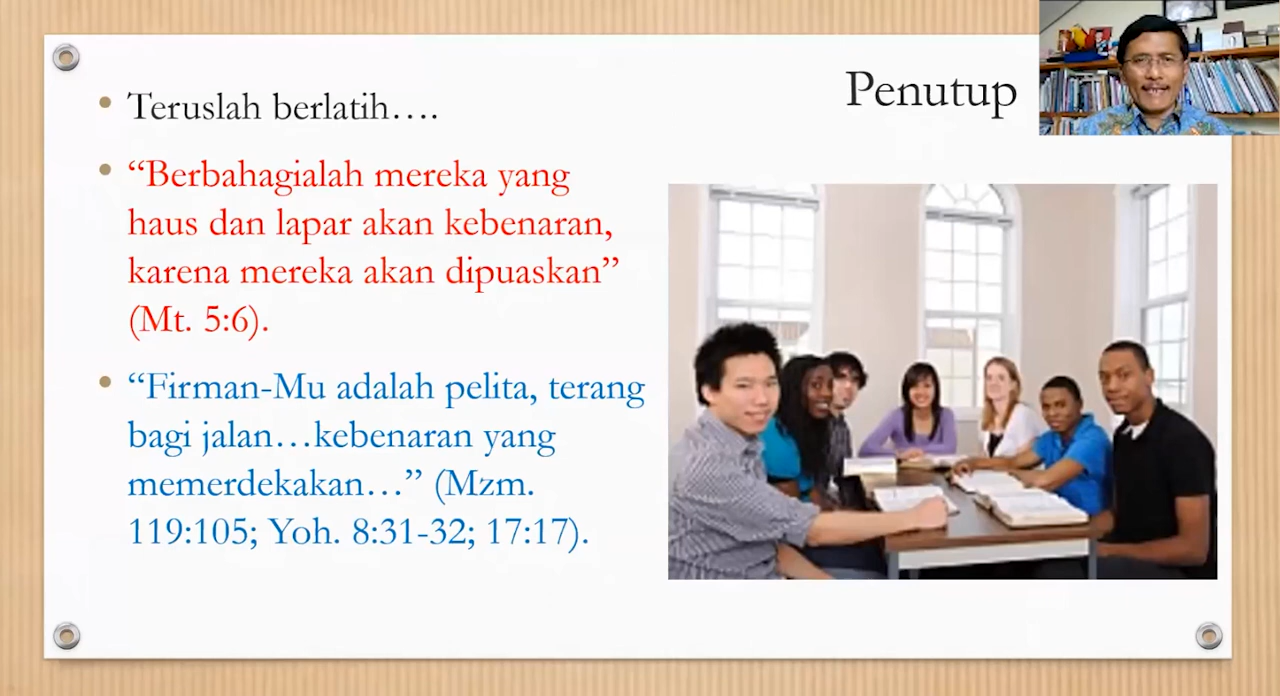 Penutup
• Teruslah berlatih….
• “Berbahagialah mereka yang
haus dan lapar akan kebenaran,
karena mereka akan dipuaskan”
(Mt. 5:6).
• “Firman-Mu adalah pelita, terang
bagi jalan…kebenaran yang
memerdekakan…” (Mzm.
119:105; Yoh. 8:31-32; 17:17).